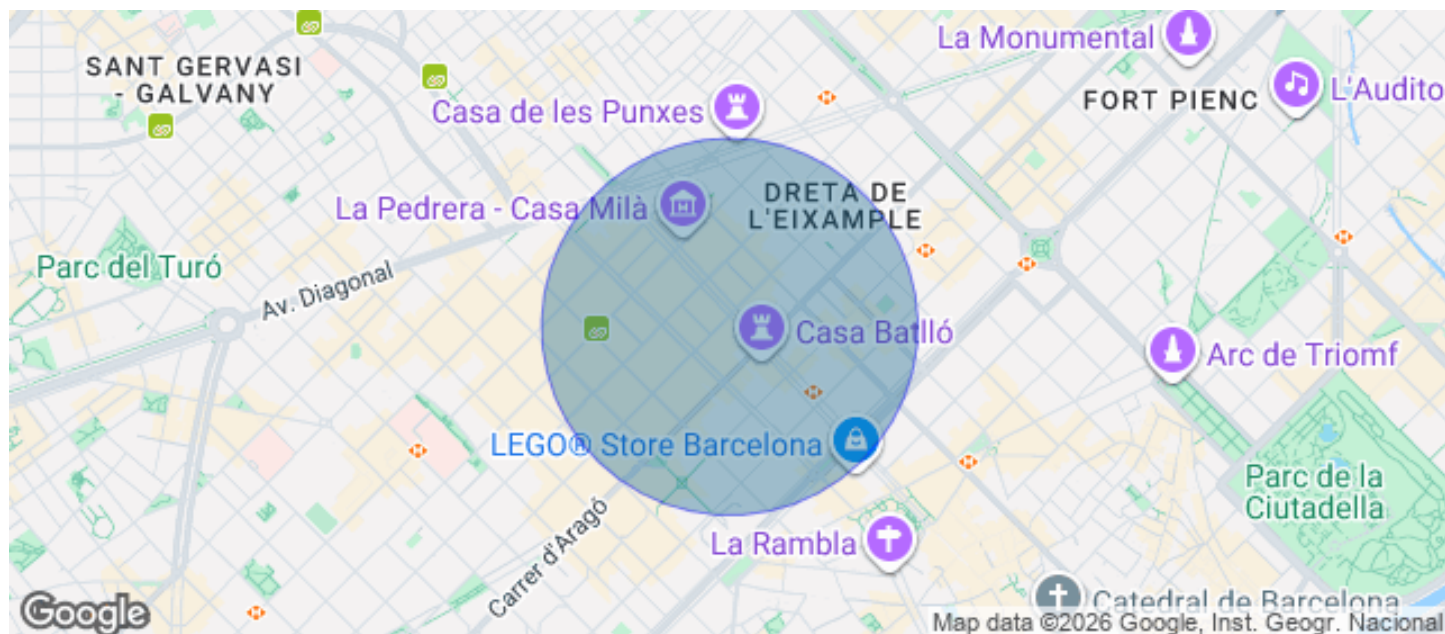 La Monumental
SANT GERVASI
- GALVANY
L'Audito
FORT PIENC
Casa de les Punxes
DRETA DE
L'EIXAMPLE
La Pedrera - Casa Milà
Parc del Turó
Av. Diagonal
Casa Batlló
Arc de Triomf
LEGO® Store Barcelona
Parc de la
Ciutadella
Carrer d'Aragó
La Rambla
Catedral de Barcelona
Google
Map data ©2026 Google, Inst. Geogr. Nacional